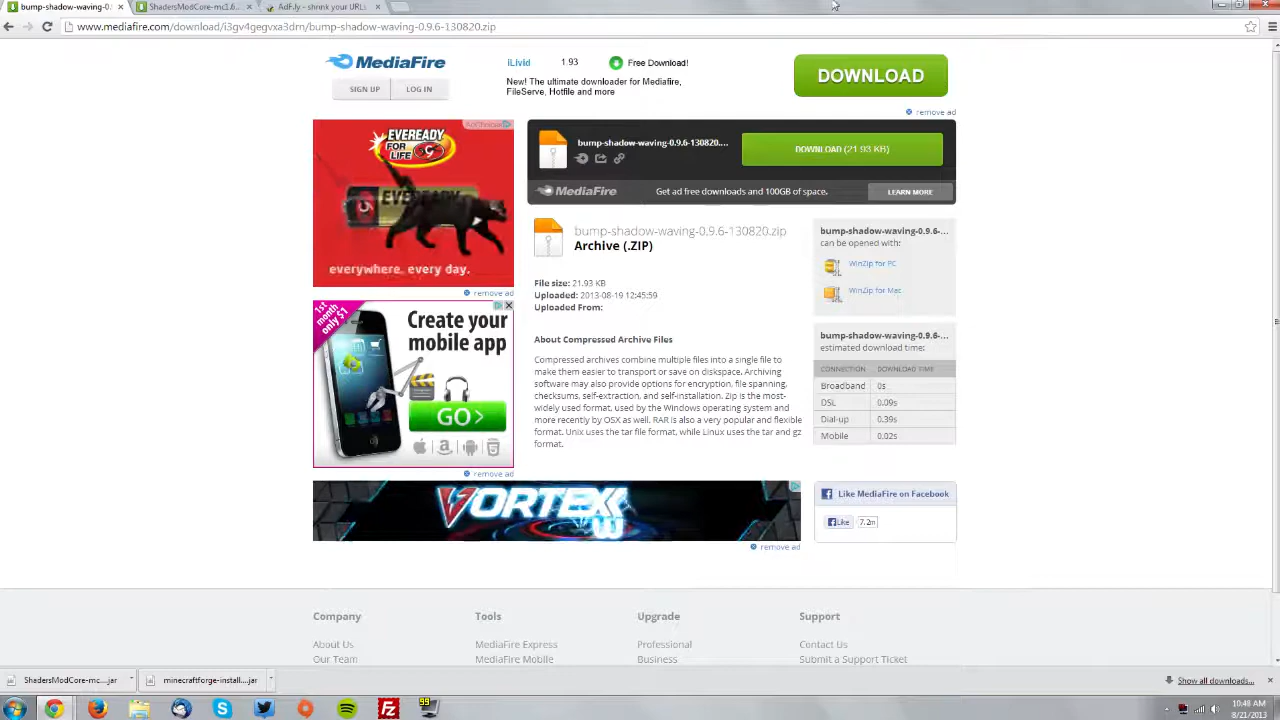 bump-shadow-waving-0.
ShadersModCore-mc1.6.
AdF.ly - shrink your URLs
www.mediafire.com/download/i3gv4gegvxa3drn/bump-shadow-waving-0.9.6-130820.zip
MediaFire
SIGN UP
LOG IN
iLivid
1.93
Free Download!
New! The ultimate downloader for Mediafire,
FileServe, Hotfile and more
DOWNLOAD
remove ad
AdChoices
EVEREADY
FOR
LIFE
everywhere, every day.
remove ad
bump-shadow-waving-0.9.6-130820....
DOWNLOAD (21.93 KB)
MediaFire
Get ad free downloads and 100GB of space.
LEARN MORE
bump-shadow-waving-0.9.6-130820.zip
Archive (.ZIP)
File size: 21.93 KB
Uploaded: 2013-08-19 12:45:59
Uploaded From:
About Compressed Archive Files
Compressed archives combine multiple files into a single file to
make them easier to transport or save on diskspace. Archiving
software may also provide options for encryption, file spanning,
checksums, self-extraction, and self-installation. Zip is the most-
widely used format, used by the Windows operating system and
more recently by OSX as well. RAR is also a very popular and flexible
format. Unix uses the tar file format, while Linux uses the tar and gz
format.
bump-shadow-waving-0.9.6-...
can be opened with:
WinZip for PC
WinZip for Mac
bump-shadow-waving-0.9.6-...
estimated download time:
CONNECTION DOWNLOAD TIME
Broadband 0s
DSL 0.09s
Dial-up 0.39s
Mobile 0.02s
1st
month
only $1
Create your
mobile app
GO>
remove ad
VORTEXX
remove ad
Like MediaFire on Facebook
Like
7.2m
Company
About Us
Our Team
Tools
MediaFire Express
MediaFire Mobile
Upgrade
Professional
Business
Support
Contact Us
Submit a Support Ticket
ShadersModCore-mc....jar
minecraftforge-install....jar
Show all downloads...
10:48 AM
8/21/2013